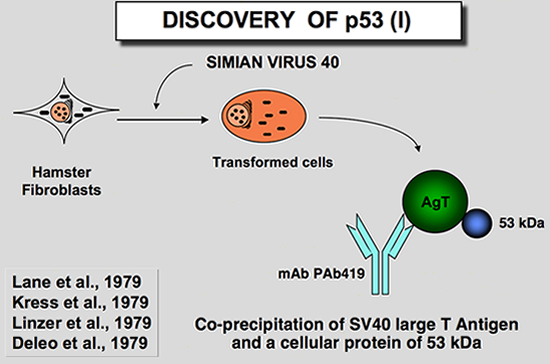 DISCOVERY OF p53 (I)
SIMIAN VIRUS 40
Hamster
Fibroblasts
Transformed cells
AgT
53 kDa
mAb PAb419
Lane et al., 1979
Kress et al., 1979
Linzer et al., 1979
Deleo et al., 1979
Co-precipitation of SV40 large T Antigen
and a cellular protein of 53 kDa